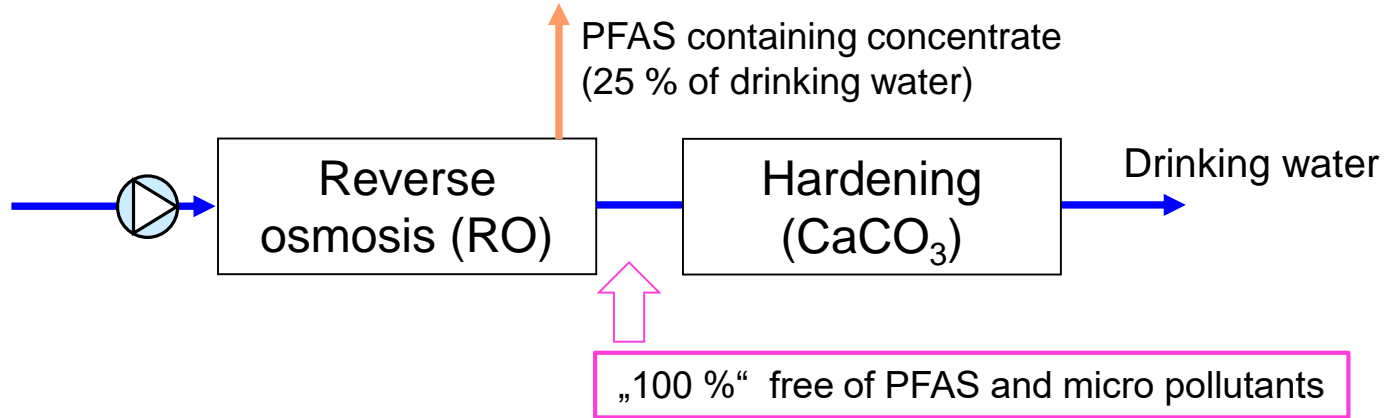 PFAS containing concentrate
(25 % of drinking water)
Reverse
osmosis (RO)
Hardening
(CaCO₃)
Drinking water
„100 %“ free of PFAS and micro pollutants